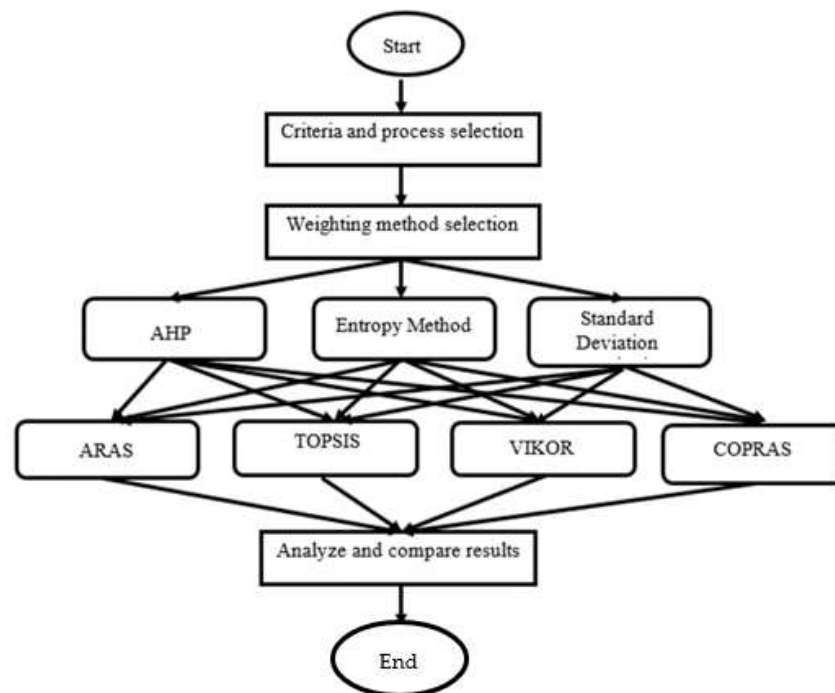 Start
Criteria and process selection
Weighting method selection
AHP
Entropy Method
Standard
Deviation
ARAS
TOPSIS
VIKOR
COPRAS
Analyze and compare results
End